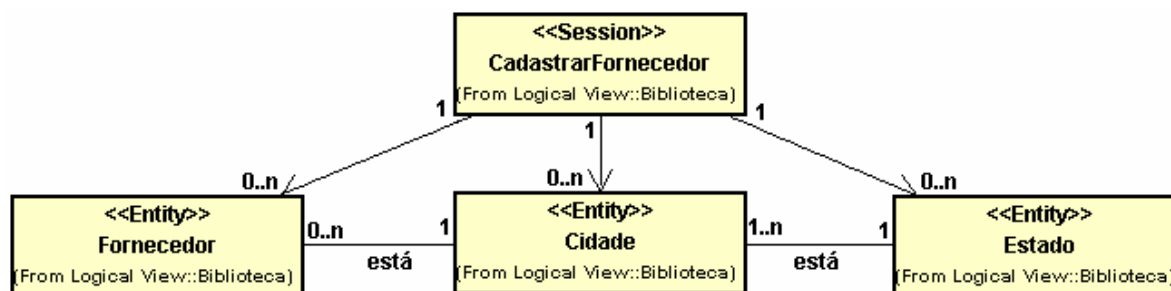 <<Session>>
CadastrarFornecedor
(From Logical View::Biblioteca)
1
1
1
0..n
0..n
0..n
<<Entity>>
Fornecedor
(From Logical View::Biblioteca)
0..n
1
está
<<Entity>>
Cidade
(From Logical View::Biblioteca)
1..n
1
está
<<Entity>>
Estado
(From Logical View::Biblioteca)